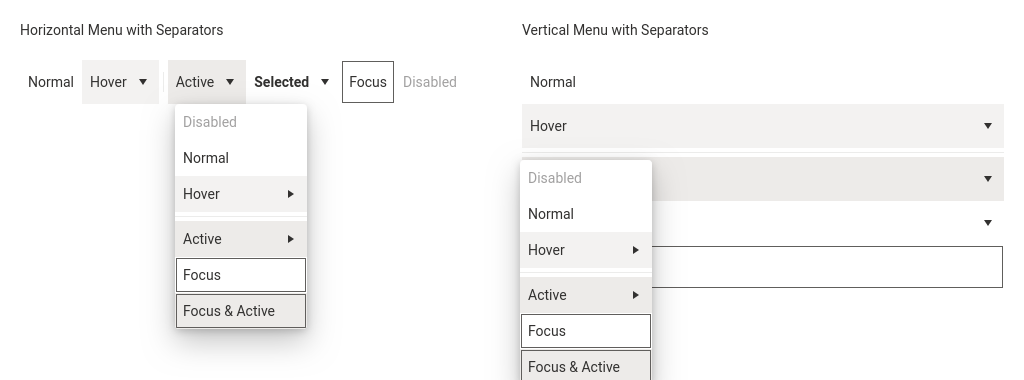 Horizontal Menu with Separators
Normal Hover Active Selected Focus Disabled
Disabled
Normal
Hover
Active
Focus
Focus & Active
Vertical Menu with Separators
Normal
Hover
Disabled
Normal
Hover
Active
Focus
Focus & Active